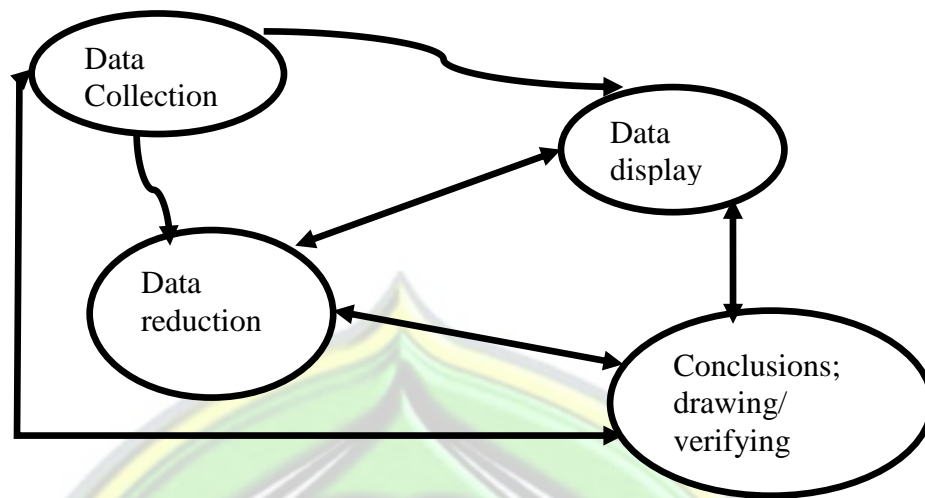 Data
Collection
Data
display
Data
reduction
Conclusions;
drawing/
verifying